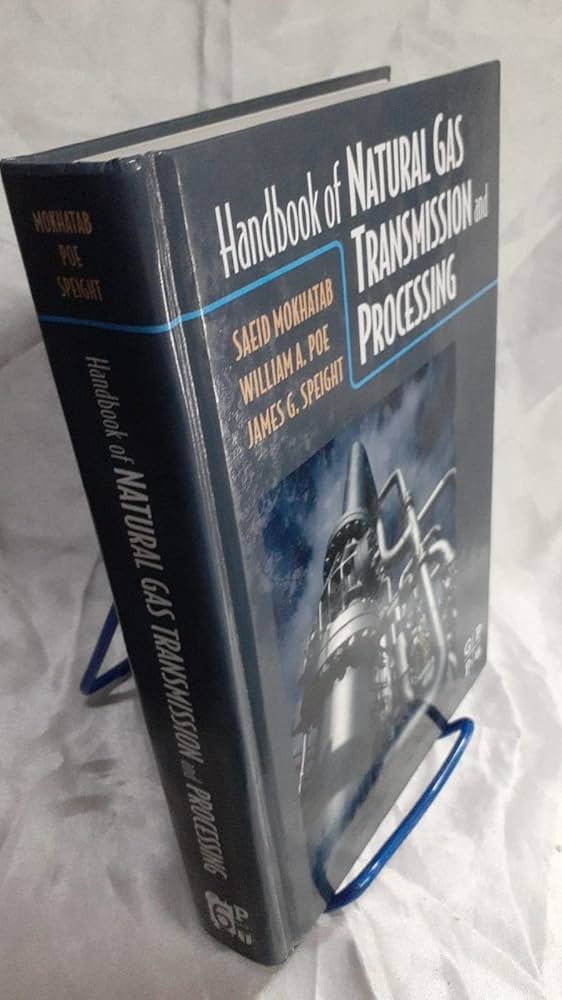 MOKHATAB
POE
SPEIGHT
Handbook of NATURAL GAS TRANSMISSION and PROCESSING
Handbook of NATURAL GAS
TRANSMISSION and
PROCESSING
SAEID MOKHATAB
WILLIAM A. POE
JAMES G. SPEIGHT